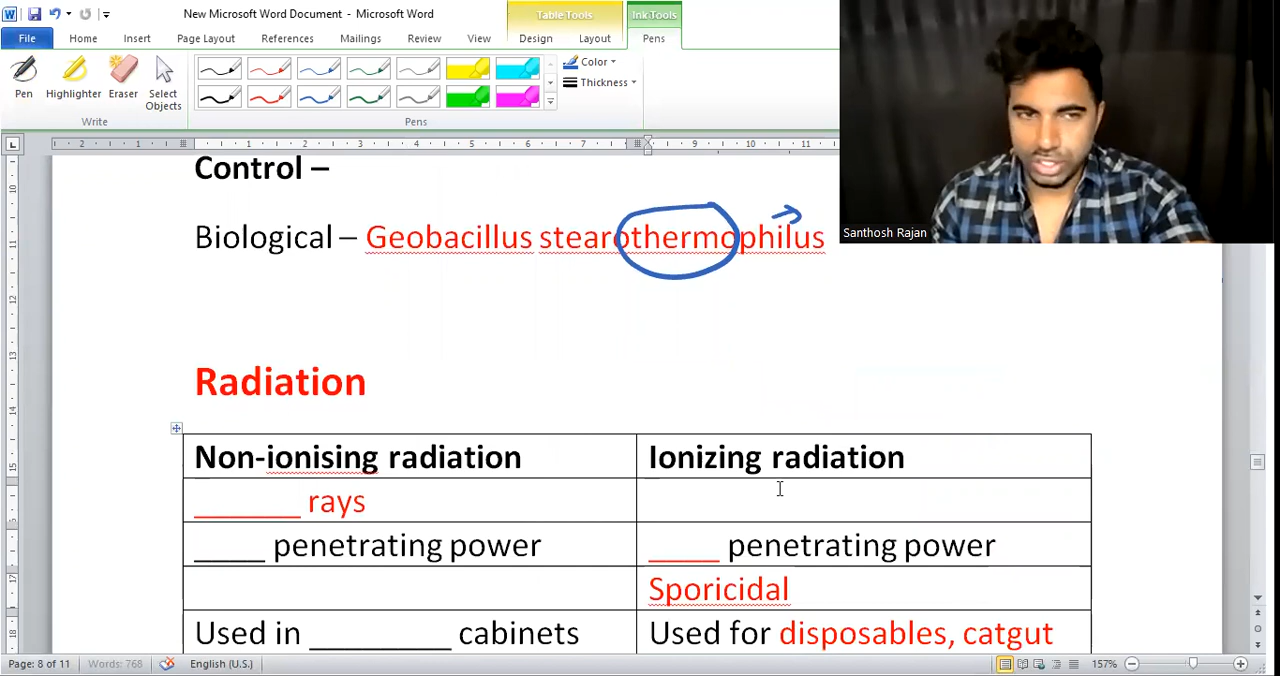 New Microsoft Word Document - Microsoft Word
Table Tools
Ink Tools
File Home Insert Page Layout References Mailings Review View Design Layout Pens
Color
Thickness
Pen Highlighter Eraser Select Objects
Write Pens
Control –
Biological – Geobacillus stearothermophilus
Santhosh Rajan
Radiation
Non-ionising radiation Ionizing radiation
_______ rays
_____ penetrating power _____ penetrating power
Sporicidal
Used in __________ cabinets Used for disposables, catgut
Page: 8 of 11 Words: 768 English (U.S.) 157%